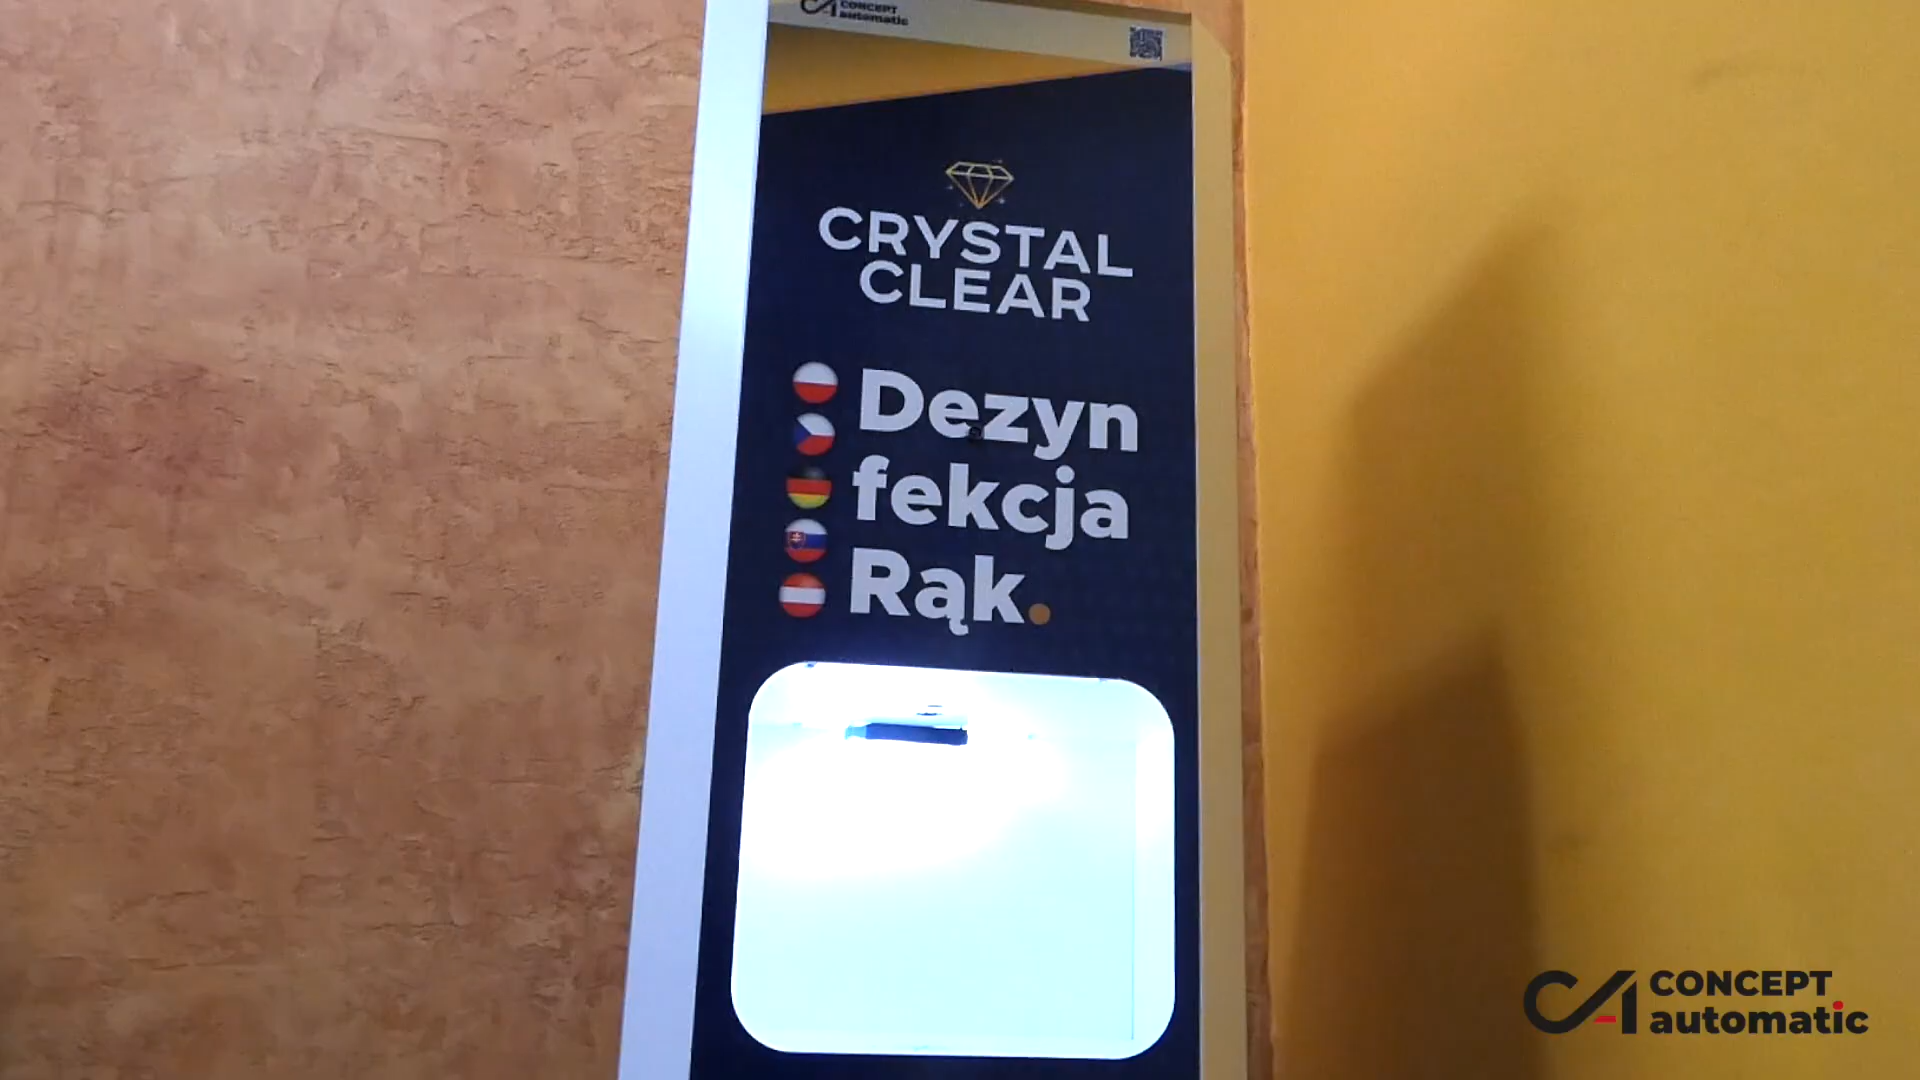 CONCEPT
automatic
CRYSTAL
CLEAR
Dezyn
fekcja
Rąk.
CONCEPT
automatic